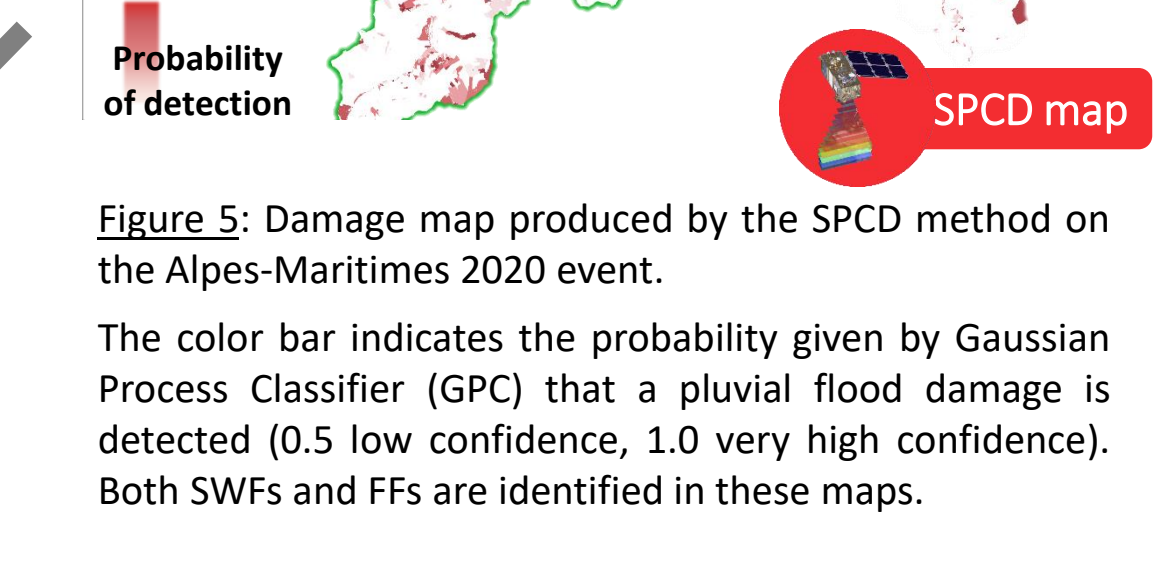 Probability
of detection
SPCD map
Figure 5: Damage map produced by the SPCD method on
the Alpes-Maritimes 2020 event.
The color bar indicates the probability given by Gaussian
Process Classifier (GPC) that a pluvial flood damage is
detected (0.5 low confidence, 1.0 very high confidence).
Both SWFs and FFs are identified in these maps.